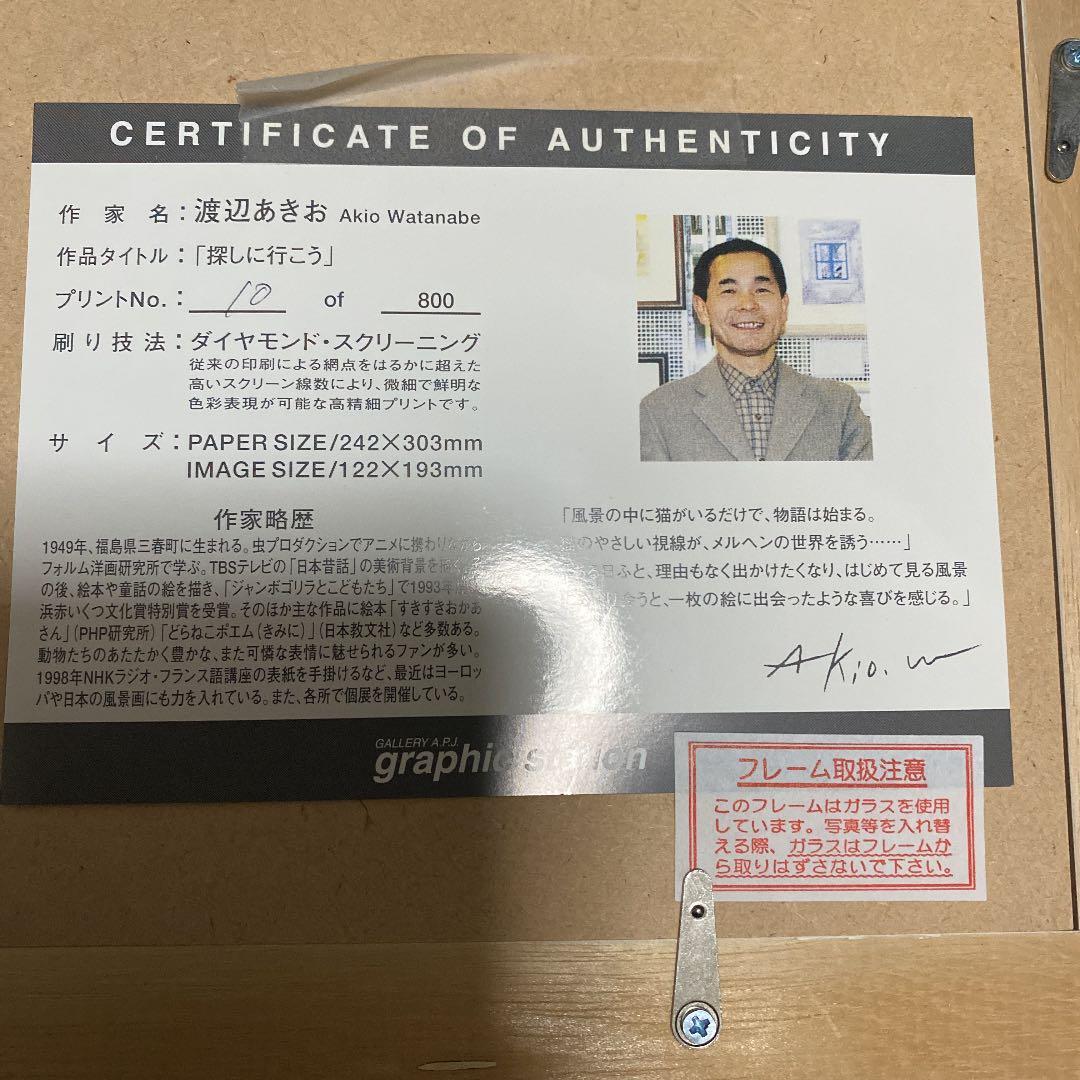 CERTIFICATE OF AUTHENTICITY
作家名：渡辺あきお Akio Watanabe
作品タイトル：「探しに行こう」
プリントNo.： 10 of 800
刷り技法：ダイヤモンド・スクリーニング
従来の印刷による網点をはるかに超えた
高いスクリーン線数により、微細で鮮明な
色彩表現が可能な高精細プリントです。
サイズ：PAPER SIZE/242×303mm
IMAGE SIZE/122×193mm
作家略歴
1949年、福島県三春町に生まれる。虫プロダクションでアニメに携わりながら
フォルム洋画研究所で学ぶ。TBSテレビの「日本昔話」の美術背景を
の後、絵本や童話の絵を描き、「ジャンボゴリラとこどもたち」で1993年
浜赤いくつ文化賞特別賞を受賞。そのほか主な作品に絵本「すきすきおかあ
さん」(PHP研究所)「どらねこポエム(きみに)」(日本教文社)など多数ある。
動物たちのあたたかく豊かな、また可憐な表情に魅せられるファンが多い。
1998年NHKラジオ・フランス語講座の表紙を手掛けるなど、最近はヨーロッ
パや日本の風景画にも力を入れている。また、各所で個展を開催している。
「風景の中に猫がいるだけで、物語は始まる。
のやさしい視線が、メルヘンの世界を誘う……」
日ふと、理由もなく出かけたくなり、はじめて見る風景
会うと、一枚の絵に出会ったような喜びを感じる。」
Akio.w
GALLERY A.P.J.
graphic station
フレーム取扱注意
このフレームはガラスを使用
しています。写真等を入れ替
える際、ガラスはフレームか
ら取りはずさないで下さい。